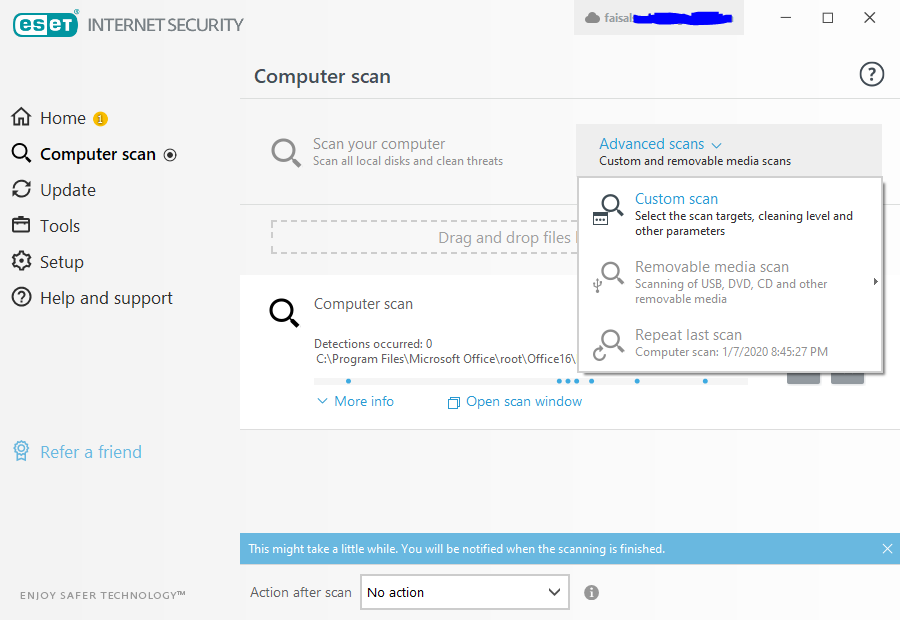 eset INTERNET SECURITY
faisal
Computer scan
?
Home 1
Computer scan
Update
Tools
Setup
Help and support
Refer a friend
ENJOY SAFER TECHNOLOGY™
Scan your computer
Scan all local disks and clean threats
Advanced scans
Custom and removable media scans
Custom scan
Select the scan targets, cleaning level and
other parameters
Removable media scan
Scanning of USB, DVD, CD and other
removable media
Repeat last scan
Computer scan: 1/7/2020 8:45:27 PM
Drag and drop files
Computer scan
Detections occurred: 0
C:\Program Files\Microsoft Office\root\Office16\
More info
Open scan window
This might take a little while. You will be notified when the scanning is finished.
Action after scan
No action